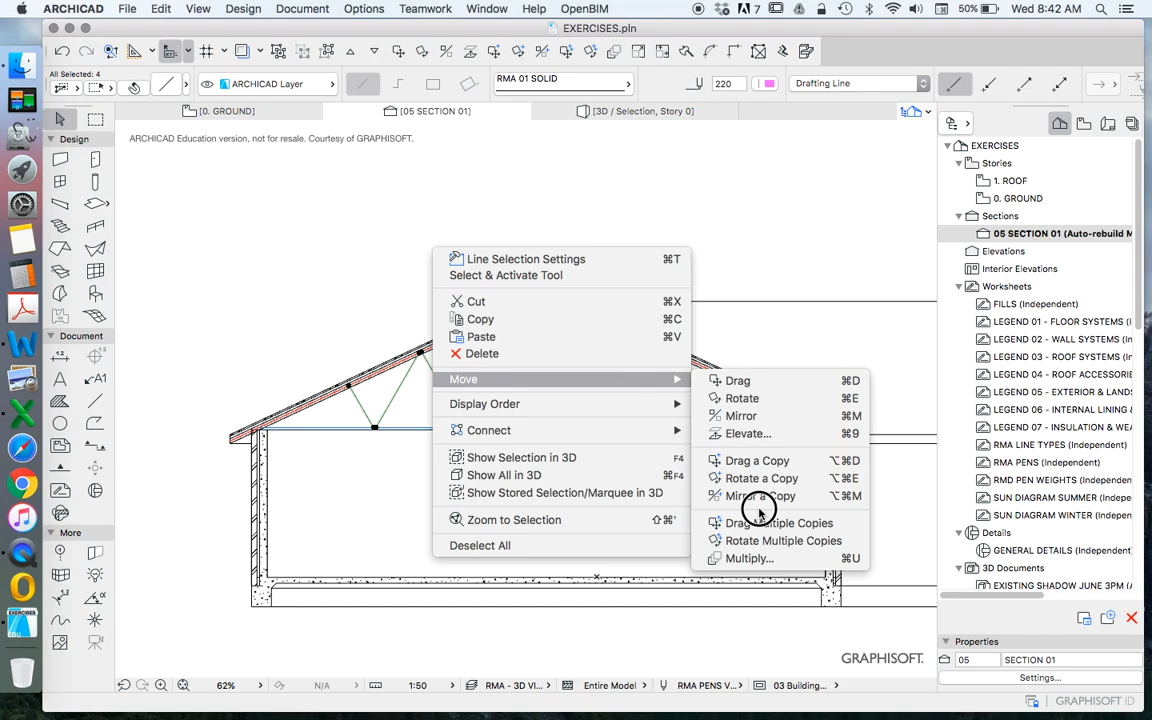 ARCHICAD File Edit View Design Document Options Teamwork Window Help OpenBIM
7 50% Wed 8:42 AM
EXERCISES.pln
All Selected: 4
ARCHICAD Layer
RMA 01 SOLID
220
Drafting Line
[0. GROUND]
[05 SECTION 01]
[3D / Selection, Story 0]
ARCHICAD Education version, not for resale. Courtesy of GRAPHISOFT.
Design
Document
More
Line Selection Settings ⌘T
Select & Activate Tool
Cut ⌘X
Copy ⌘C
Paste ⌘V
Delete
Move
Display Order
Connect
Show Selection in 3D F4
Show All in 3D ⌘F4
Show Stored Selection/Marquee in 3D
Zoom to Selection ⇧⌘'
Deselect All
Drag ⌘D
Rotate ⌘E
Mirror ⌘M
Elevate... ⌘9
Drag a Copy ⌥⌘D
Rotate a Copy ⌥⌘E
Mirror a Copy ⌥⌘M
Drag Multiple Copies
Rotate Multiple Copies
Multiply... ⌘U
EXERCISES
Stories
1. ROOF
0. GROUND
Sections
05 SECTION 01 (Auto-rebuild M
Elevations
Interior Elevations
Worksheets
FILLS (Independent)
LEGEND 01 - FLOOR SYSTEMS (I
LEGEND 02 - WALL SYSTEMS (In
LEGEND 03 - ROOF SYSTEMS (I
LEGEND 04 - ROOF ACCESSORIE
LEGEND 05 - EXTERIOR & LAND
LEGEND 06 - INTERNAL LINING &
LEGEND 07 - INSULATION & WA
RMA LINE TYPES (Independent)
RMA PENS (Independent)
RMD PEN WEIGHTS (Independent
SUN DIAGRAM SUMMER (Indepen
SUN DIAGRAM WINTER (Indepen
Details
GENERAL DETAILS (Independent)
3D Documents
EXISTING SHADOW JUNE 3PM (A
Properties
05 SECTION 01
Settings...
GRAPHISOFT.
62% N/A 1:50 RMA - 3D VI... Entire Model RMA PENS V... 03 Building...
GRAPHISOFT ID